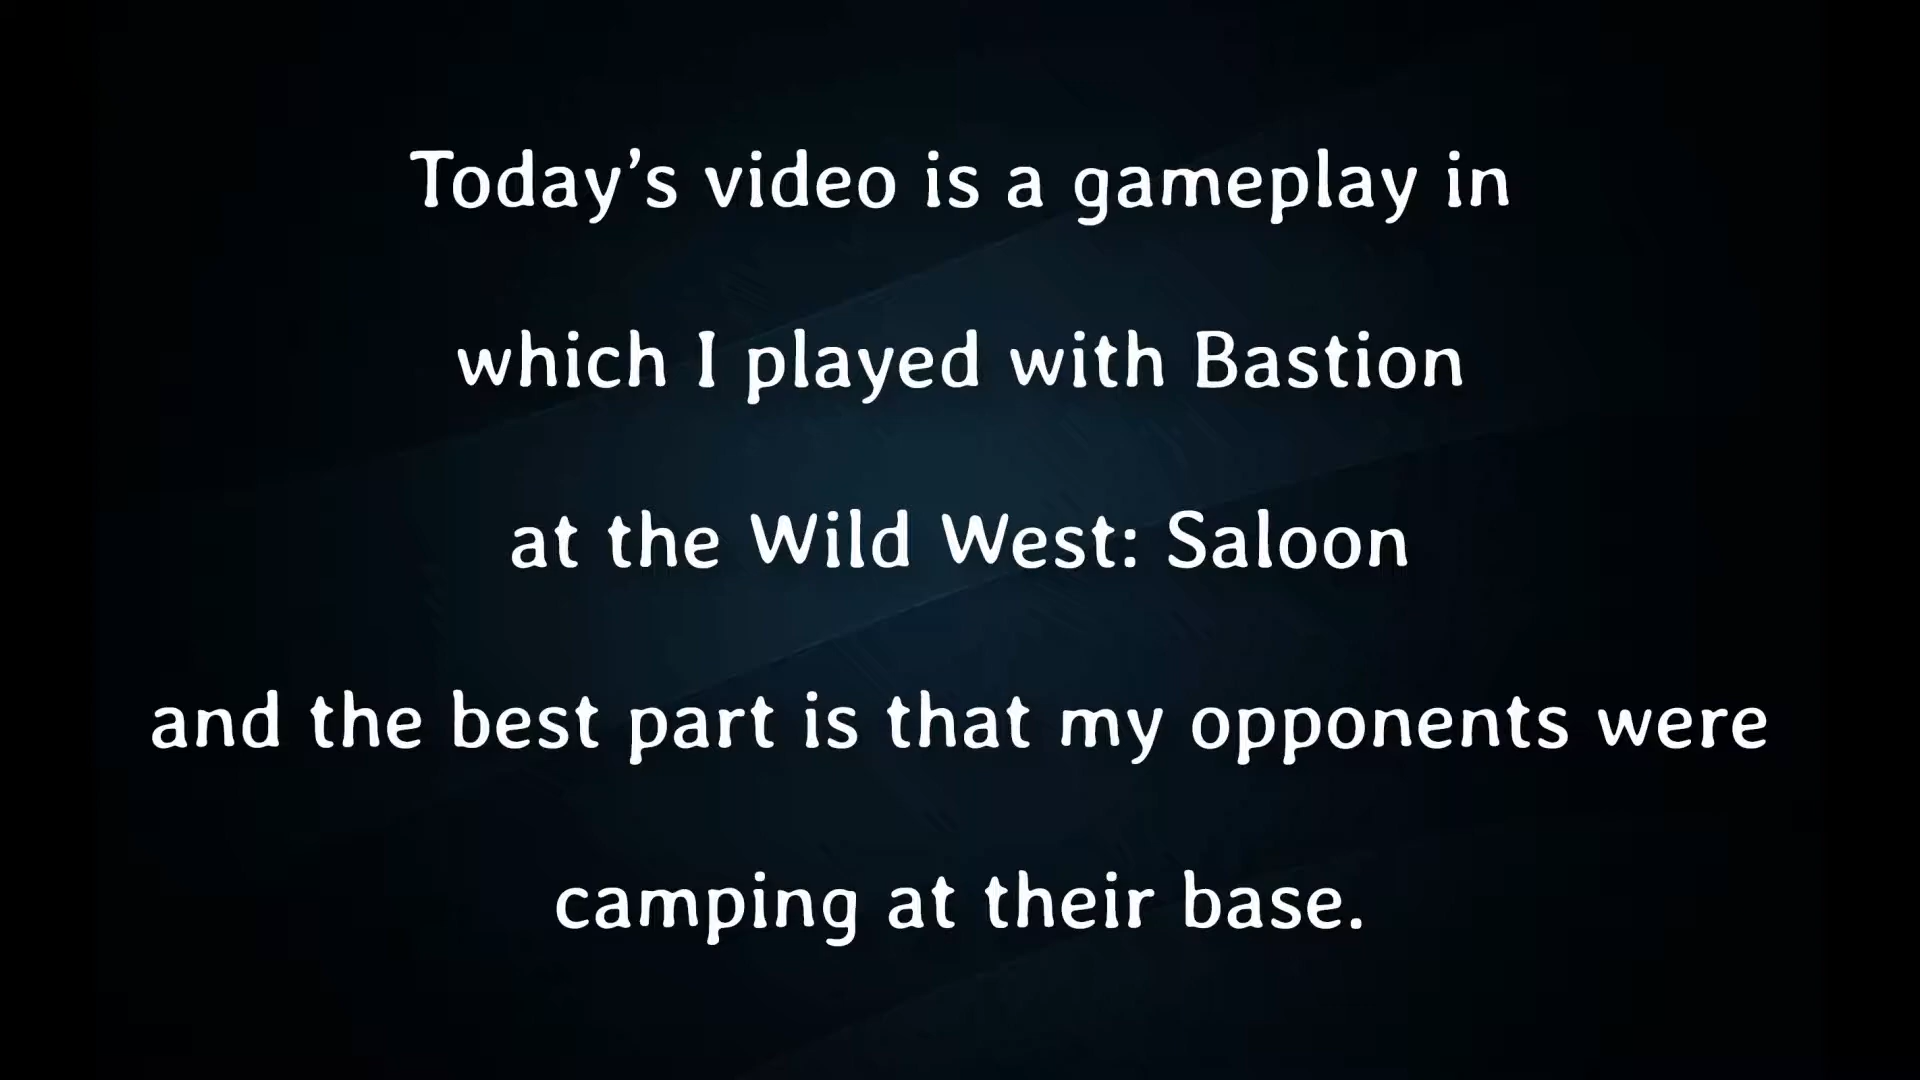 Today’s video is a gameplay in
which I played with Bastion
at the Wild West: Saloon
and the best part is that my opponents were
camping at their base.